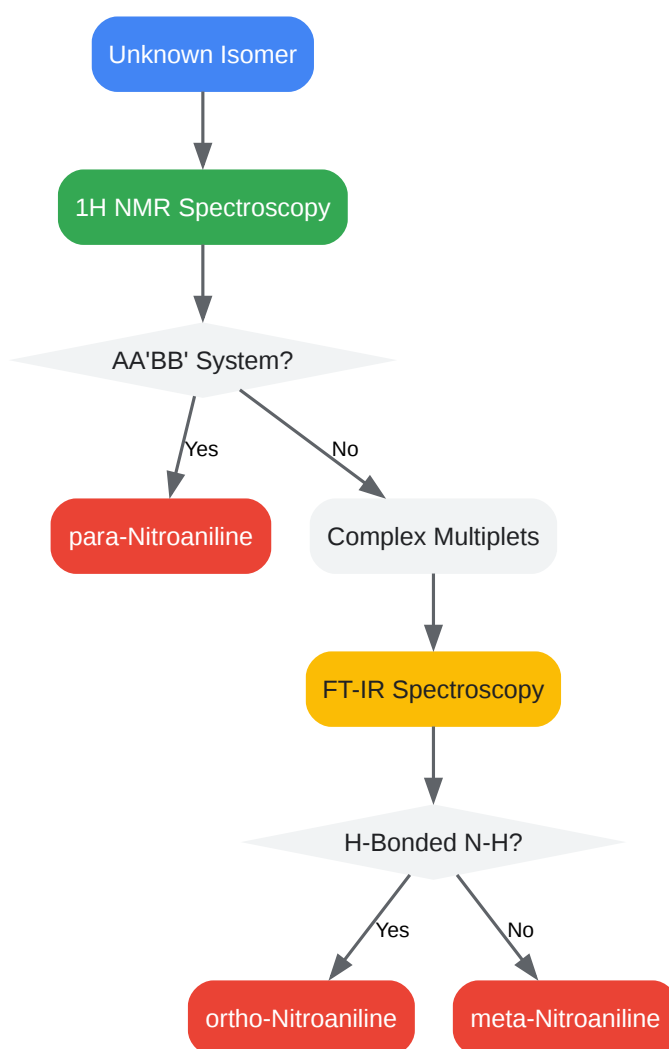 Unknown Isomer
1H NMR Spectroscopy
AA'BB' System?
Yes
No
para-Nitroaniline
Complex Multiplets
FT-IR Spectroscopy
H-Bonded N-H?
Yes
No
ortho-Nitroaniline
meta-Nitroaniline